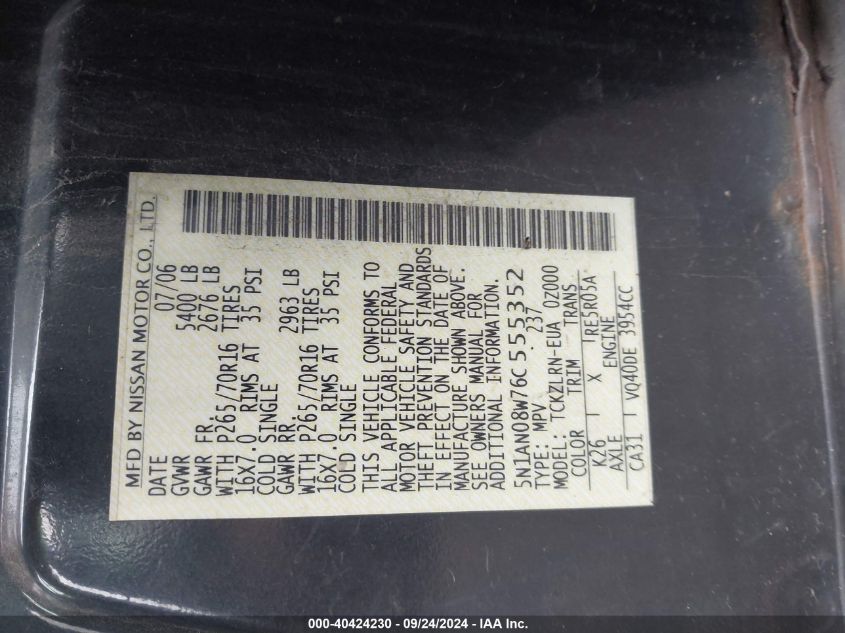 MFD BY NISSAN MOTOR CO., LTD.
DATE 07/06
GVWR 5400 LB
GAWR FR. 2676 LB
WITH P265/70R16 TIRES
16X7.0 RIMS AT 35 PSI
COLD SINGLE
GAWR RR. 2963 LB
WITH P265/70R16 TIRES
16X7.0 RIMS AT 35 PSI
COLD SINGLE
THIS VEHICLE CONFORMS TO
ALL APPLICABLE FEDERAL
MOTOR VEHICLE SAFETY AND
THEFT PREVENTION STANDARDS
IN EFFECT ON THE DATE OF
MANUFACTURE SHOWN ABOVE.
SEE OWNERS MANUAL FOR
ADDITIONAL INFORMATION.
5N1AN08W76C555352
TYPE: MPV . 237
MODEL: TCKZLRN-EUA 0Z000
COLOR TRIM TRANS
K26 X RE5R05A
AXLE ENGINE
CA31 VQ40DE 3954CC
000-40424230 - 09/24/2024 - IAA Inc.